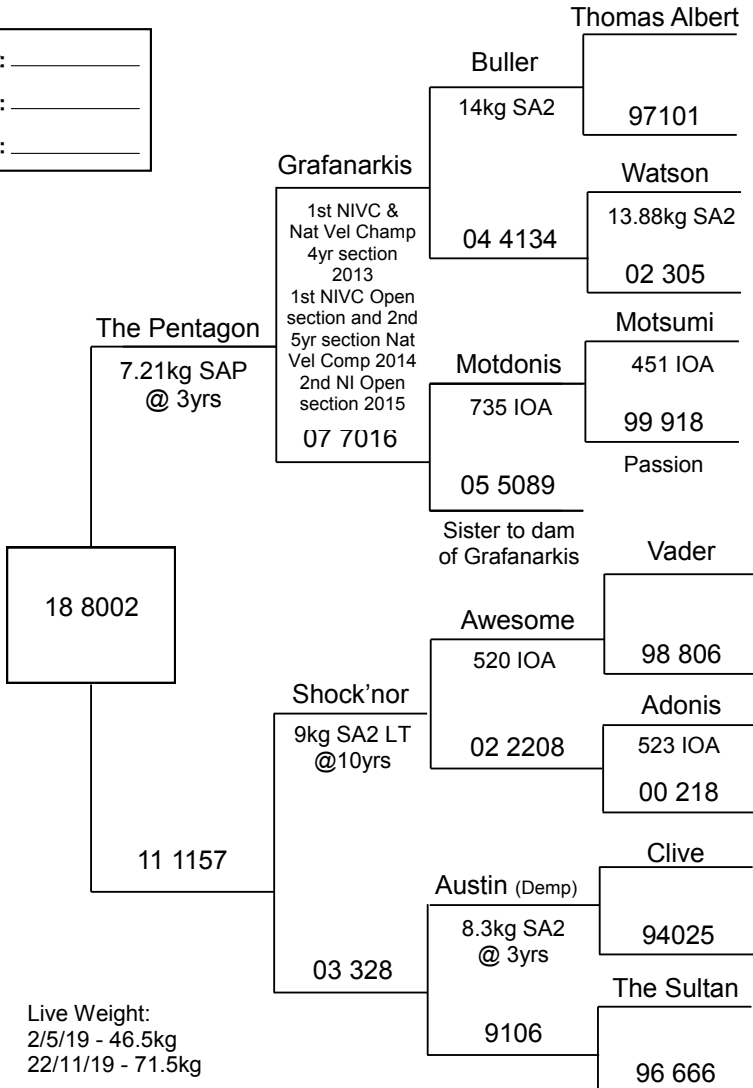 Thomas Albert
Buller
14kg SA2
97101
: ____________
: ____________
: ____________
Grafanarkis
Watson
1st NIVC &
Nat Vel Champ
4yr section
2013
1st NIVC Open
section and 2nd
5yr section Nat
Vel Comp 2014
2nd NI Open
section 2015
07 7016
04 4134
13.88kg SA2
02 305
The Pentagon
7.21kg SAP
@ 3yrs
Motdonis
735 IOA
05 5089
Sister to dam
of Grafanarkis
Motsumi
451 IOA
99 918
Passion
18 8002
Vader
Awesome
520 IOA
98 806
Shock'nor
9kg SA2 LT
@10yrs
02 2208
Adonis
523 IOA
00 218
11 1157
Clive
Austin (Demp)
8.3kg SA2
@ 3yrs
94025
03 328
The Sultan
9106
96 666
Live Weight:
2/5/19 - 46.5kg
22/11/19 - 71.5kg